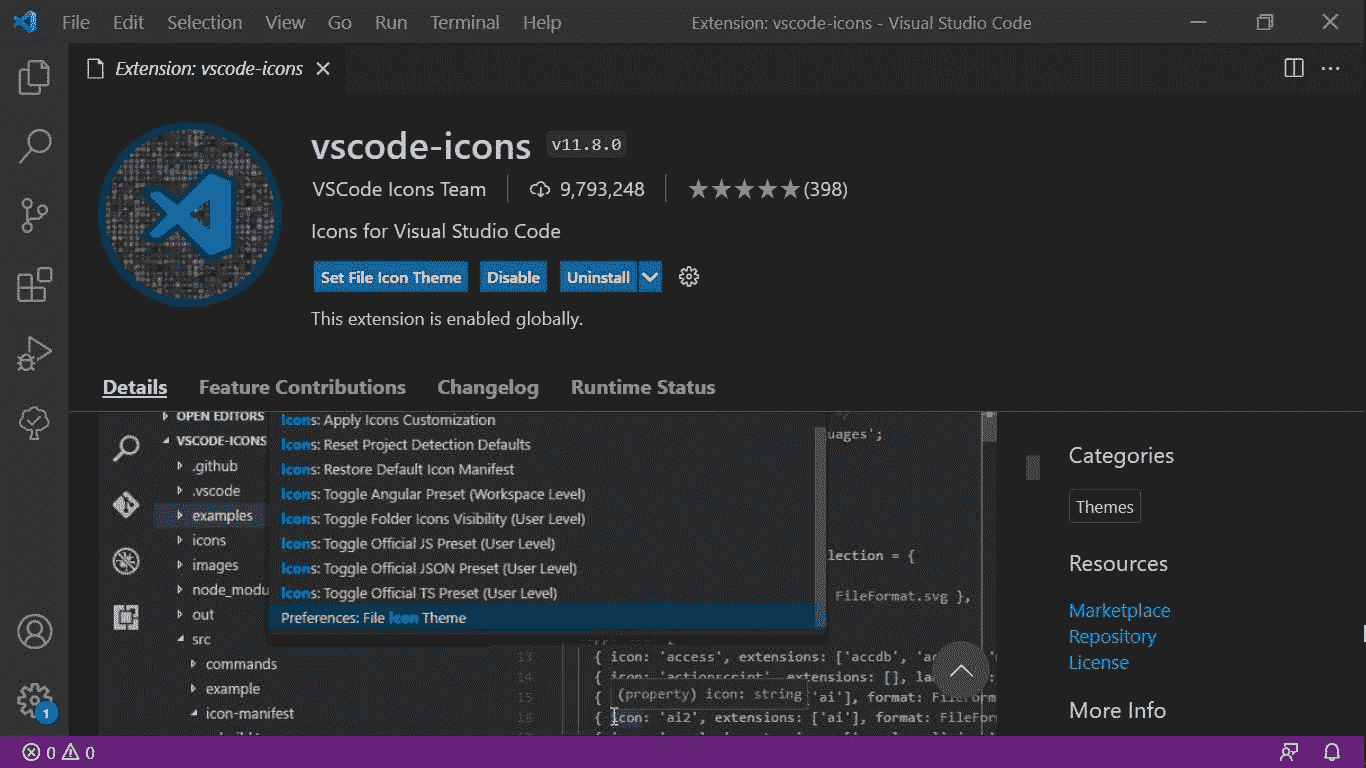 File Edit Selection View Go Run Terminal Help Extension: vscode-icons - Visual Studio Code
Extension: vscode-icons
vscode-icons v11.8.0
VSCode Icons Team 9,793,248 (398)
Icons for Visual Studio Code
Set File Icon Theme Disable Uninstall
This extension is enabled globally.
Details Feature Contributions Changelog Runtime Status
OPEN EDITORS
VSCODE-ICONS
.github
.vscode
examples
icons
images
node_modu
out
src
commands
example
icon-manifest
Icons: Apply Icons Customization
Icons: Reset Project Detection Defaults
Icons: Restore Default Icon Manifest
Icons: Toggle Angular Preset (Workspace Level)
Icons: Toggle Folder Icons Visibility (User Level)
Icons: Toggle Official JS Preset (User Level)
Icons: Toggle Official JSON Preset (User Level)
Icons: Toggle Official TS Preset (User Level)
Preferences: File Icon Theme
uages';
lection = {
FileFormat.svg },
13 { icon: 'access', extensions: ['accdb',
14 { icon: 'actionscript', extensions: [],
(property) icon: string
15 { 'ai'], format: FileForm
16 { icon: 'ai2', extensions: ['ai'], format: FileForm
Categories
Themes
Resources
Marketplace
Repository
License
More Info
1
0 0